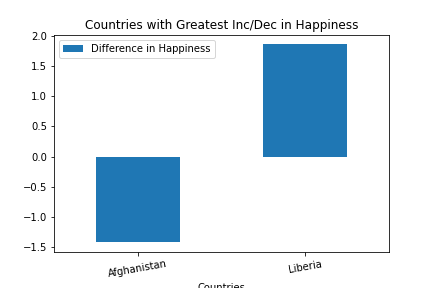 Countries with Greatest Inc/Dec in Happiness
Difference in Happiness
2.0
1.5
1.0
0.5
0.0
−0.5
−1.0
−1.5
Afghanistan
Liberia
Countries